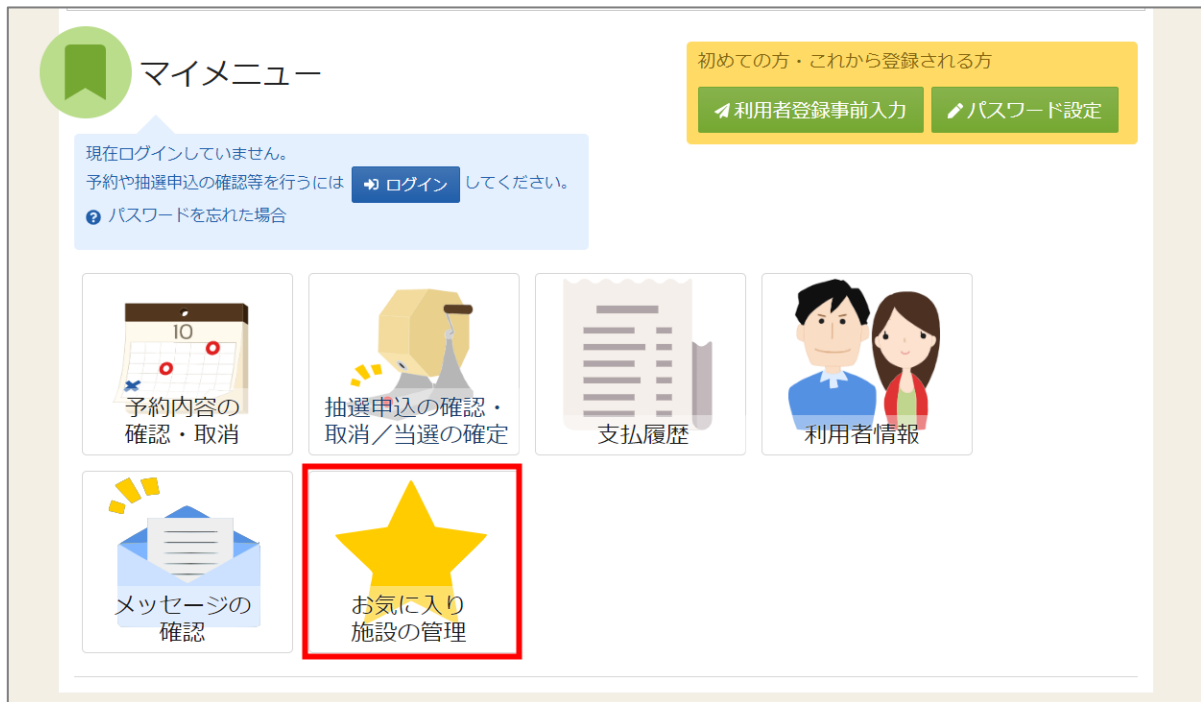 マイメニュー
初めての方・これから登録される方
利用者登録事前入力
パスワード設定
現在ログインしていません。
予約や抽選申込の確認等を行うには ログイン してください。
パスワードを忘れた場合
10
予約内容の
確認・取消
抽選申込の確認・
取消／当選の確定
支払履歴
利用者情報
メッセージの
確認
お気に入り
施設の管理